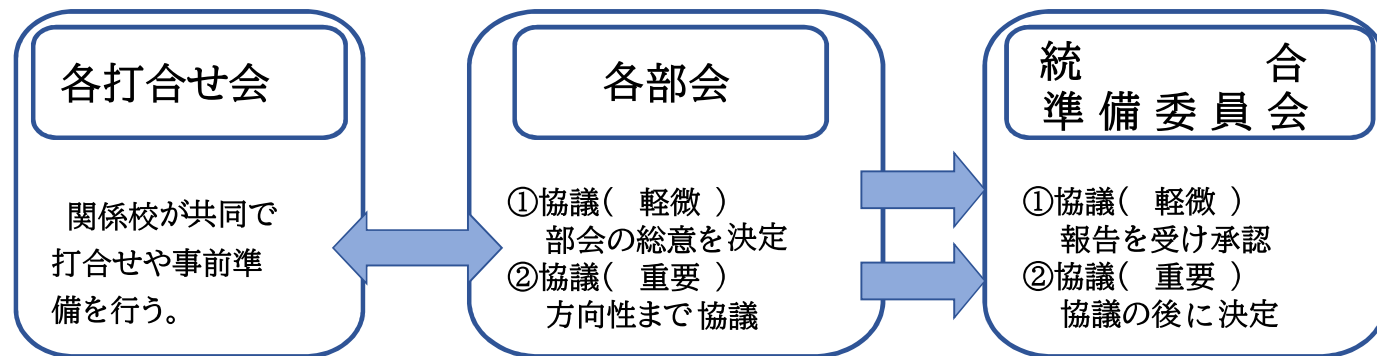 各打合せ会
関係校が共同で
打合せや事前準
備を行う。
各部会
①協議( 軽微 )
部会の総意を決定
②協議( 重要 )
方向性まで協議
統 合
準備委員会
①協議( 軽微 )
報告を受け承認
②協議( 重要 )
協議の後に決定